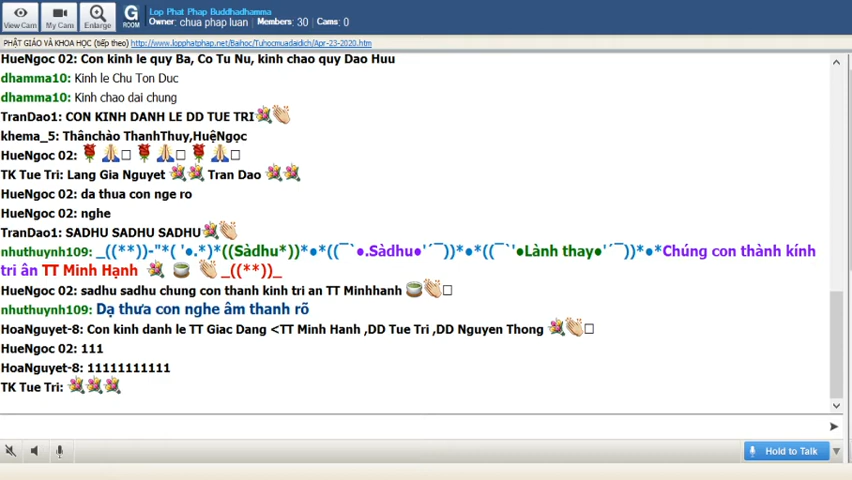 View Cam
My Cams
Enlarge
G ROOM
Lop Phat Phap Buddhadhamma
Owner: chua phap luan Members: 30 Cams: 0
PHẬT GIÁO VÀ KHOA HỌC (tiếp theo) http://www.lopphatphap.net/Baihoc/Tuhocmuadaidich/Apr-23-2020.htm
HueNgoc 02: Con kinh le quy Ba, Co Tu Nu, kinh chao quy Dao Huu
dhamma10: Kinh le Chu Ton Duc
dhamma10: Kinh chao dai chung
TranDao1: CON KINH DANH LE DD TUE TRI💐👏
khema_5: Thânchào ThanhThuy,HuệNgọc
HueNgoc 02: 🌹🙏□ 🌹🙏□ 🌹🙏□
TK Tue Tri: Lang Gia Nguyet 💐💐 Tran Dao 💐💐
HueNgoc 02: da thua con nge ro
HueNgoc 02: nghe
TranDao1: SADHU SADHU SADHU💐👏
nhuthuynh109: _((**))-"*( '●.*)*((Sàdhu*))*●*((¯`●.Sàdhu●'´¯))*●*((¯`'●Lành thay●'´¯))*●*Chúng con thành kính
tri ân TT Minh Hạnh 💐 🍵 👏 _((**))_
HueNgoc 02: sadhu sadhu chung con thanh kinh tri an TT Minhhanh 🍵👏□
nhuthuynh109: Dạ thưa con nghe âm thanh rõ
HoaNguyet-8: Con kinh danh le TT Giac Dang <TT Minh Hanh ,DD Tue Tri ,DD Nguyen Thong 💐👏□
HueNgoc 02: 111
HoaNguyet-8: 11111111111
TK Tue Tri: 💐💐💐
Hold to Talk